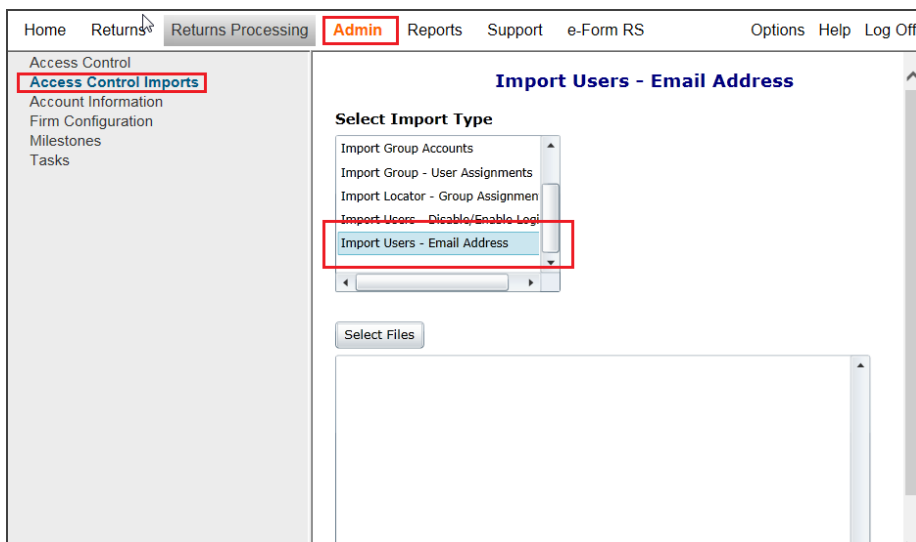 Home Returns Returns Processing Admin Reports Support e-Form RS Options Help Log Off
Access Control
Access Control Imports
Account Information
Firm Configuration
Milestones
Tasks
Import Users - Email Address
Select Import Type
Import Group Accounts
Import Group - User Assignments
Import Locator - Group Assignmen
Import Users - Disable/Enable Logi
Import Users - Email Address
Select Files